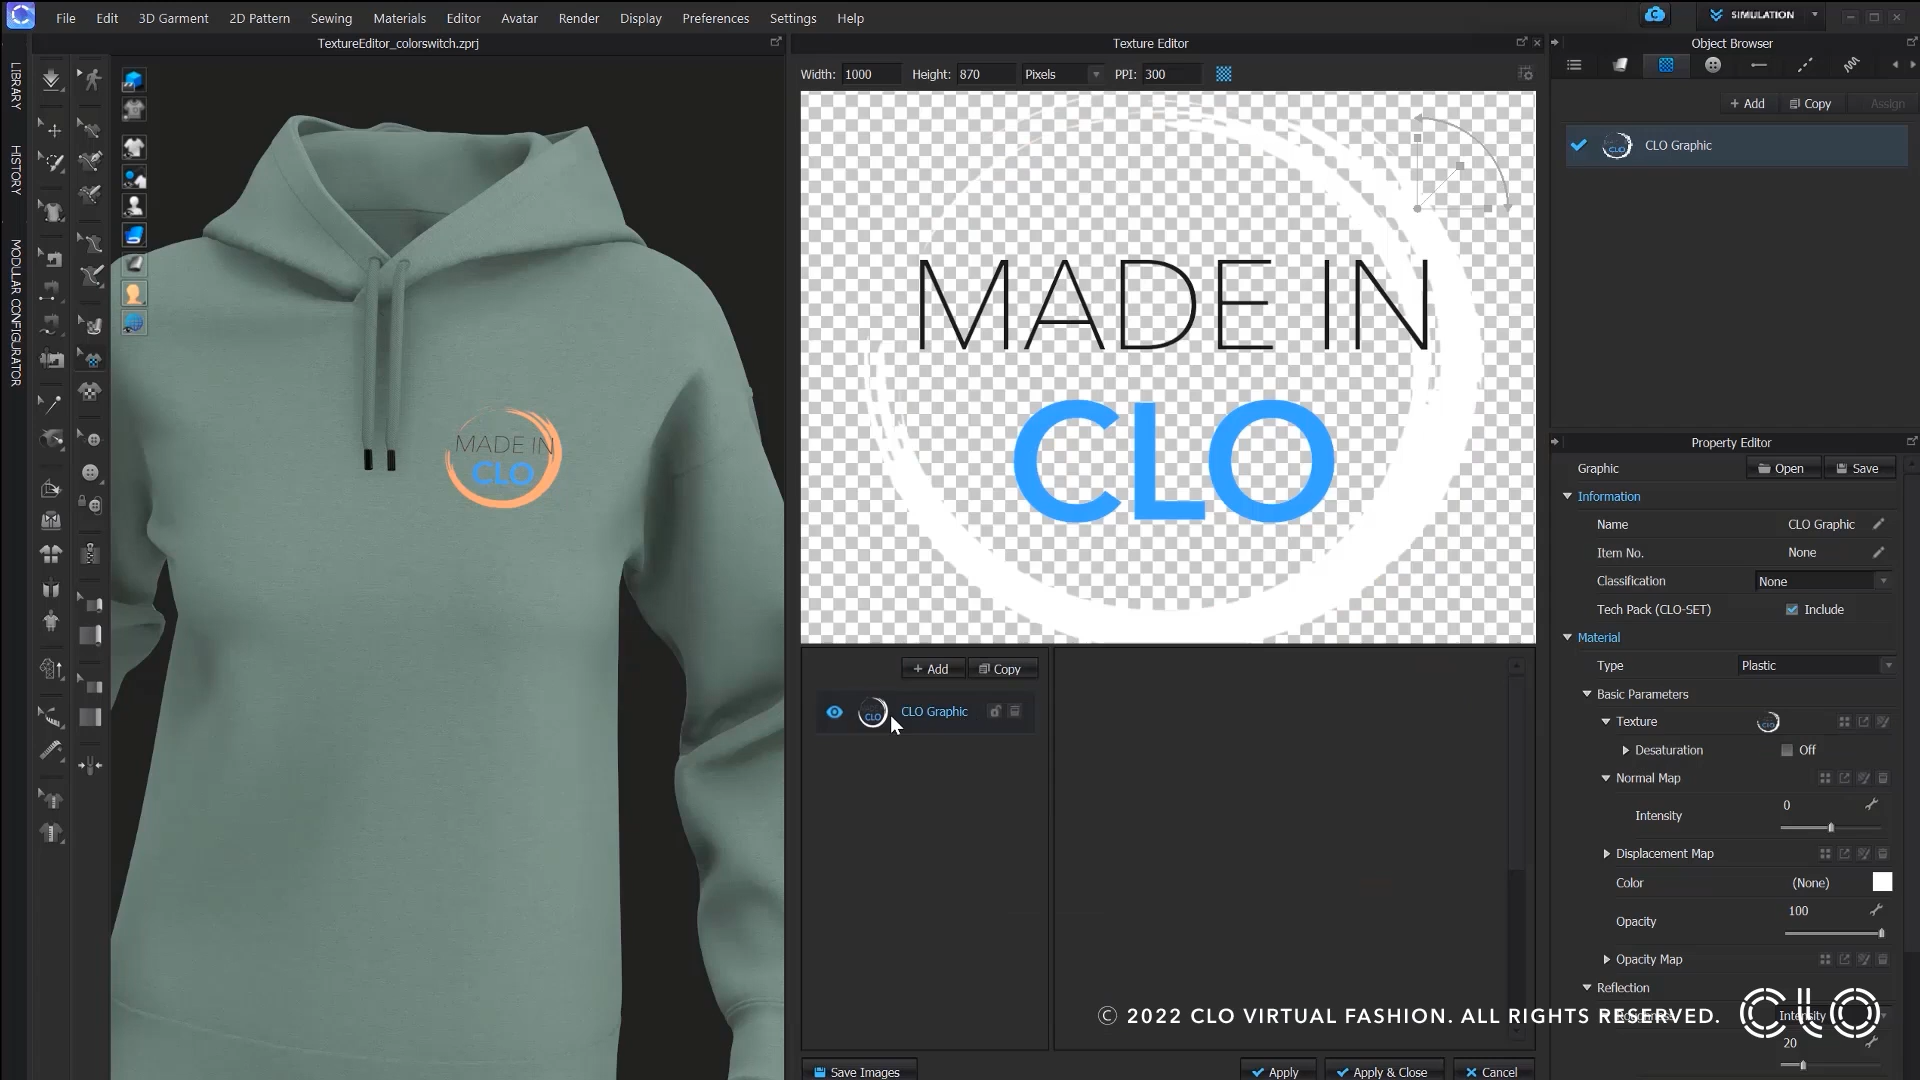 File Edit 3D Garment 2D Pattern Sewing Materials Editor Avatar Render Display Preferences Settings Help
SIMULATION
TextureEditor_colorswitch.zprj
Texture Editor
Object Browser
LIBRARY
HISTORY
MODULAR CONFIGURATOR
Width: 1000 Height: 870 Pixels PPI: 300
+ Add Copy Assign
CLO Graphic
MADE IN
CLO
MADE IN
CLO
Property Editor
Graphic Open Save
Information
Name CLO Graphic
Item No. None
Classification None
Tech Pack (CLO-SET) Include
Material
Type Plastic
Basic Parameters
Texture
Desaturation Off
Normal Map
0
Intensity
Displacement Map
Color (None)
100
Opacity
Opacity Map
Reflection
Intensity
20
+ Add Copy
CLO Graphic
© 2022 CLO VIRTUAL FASHION. ALL RIGHTS RESERVED.
CLO
Save Images Apply Apply & Close Cancel